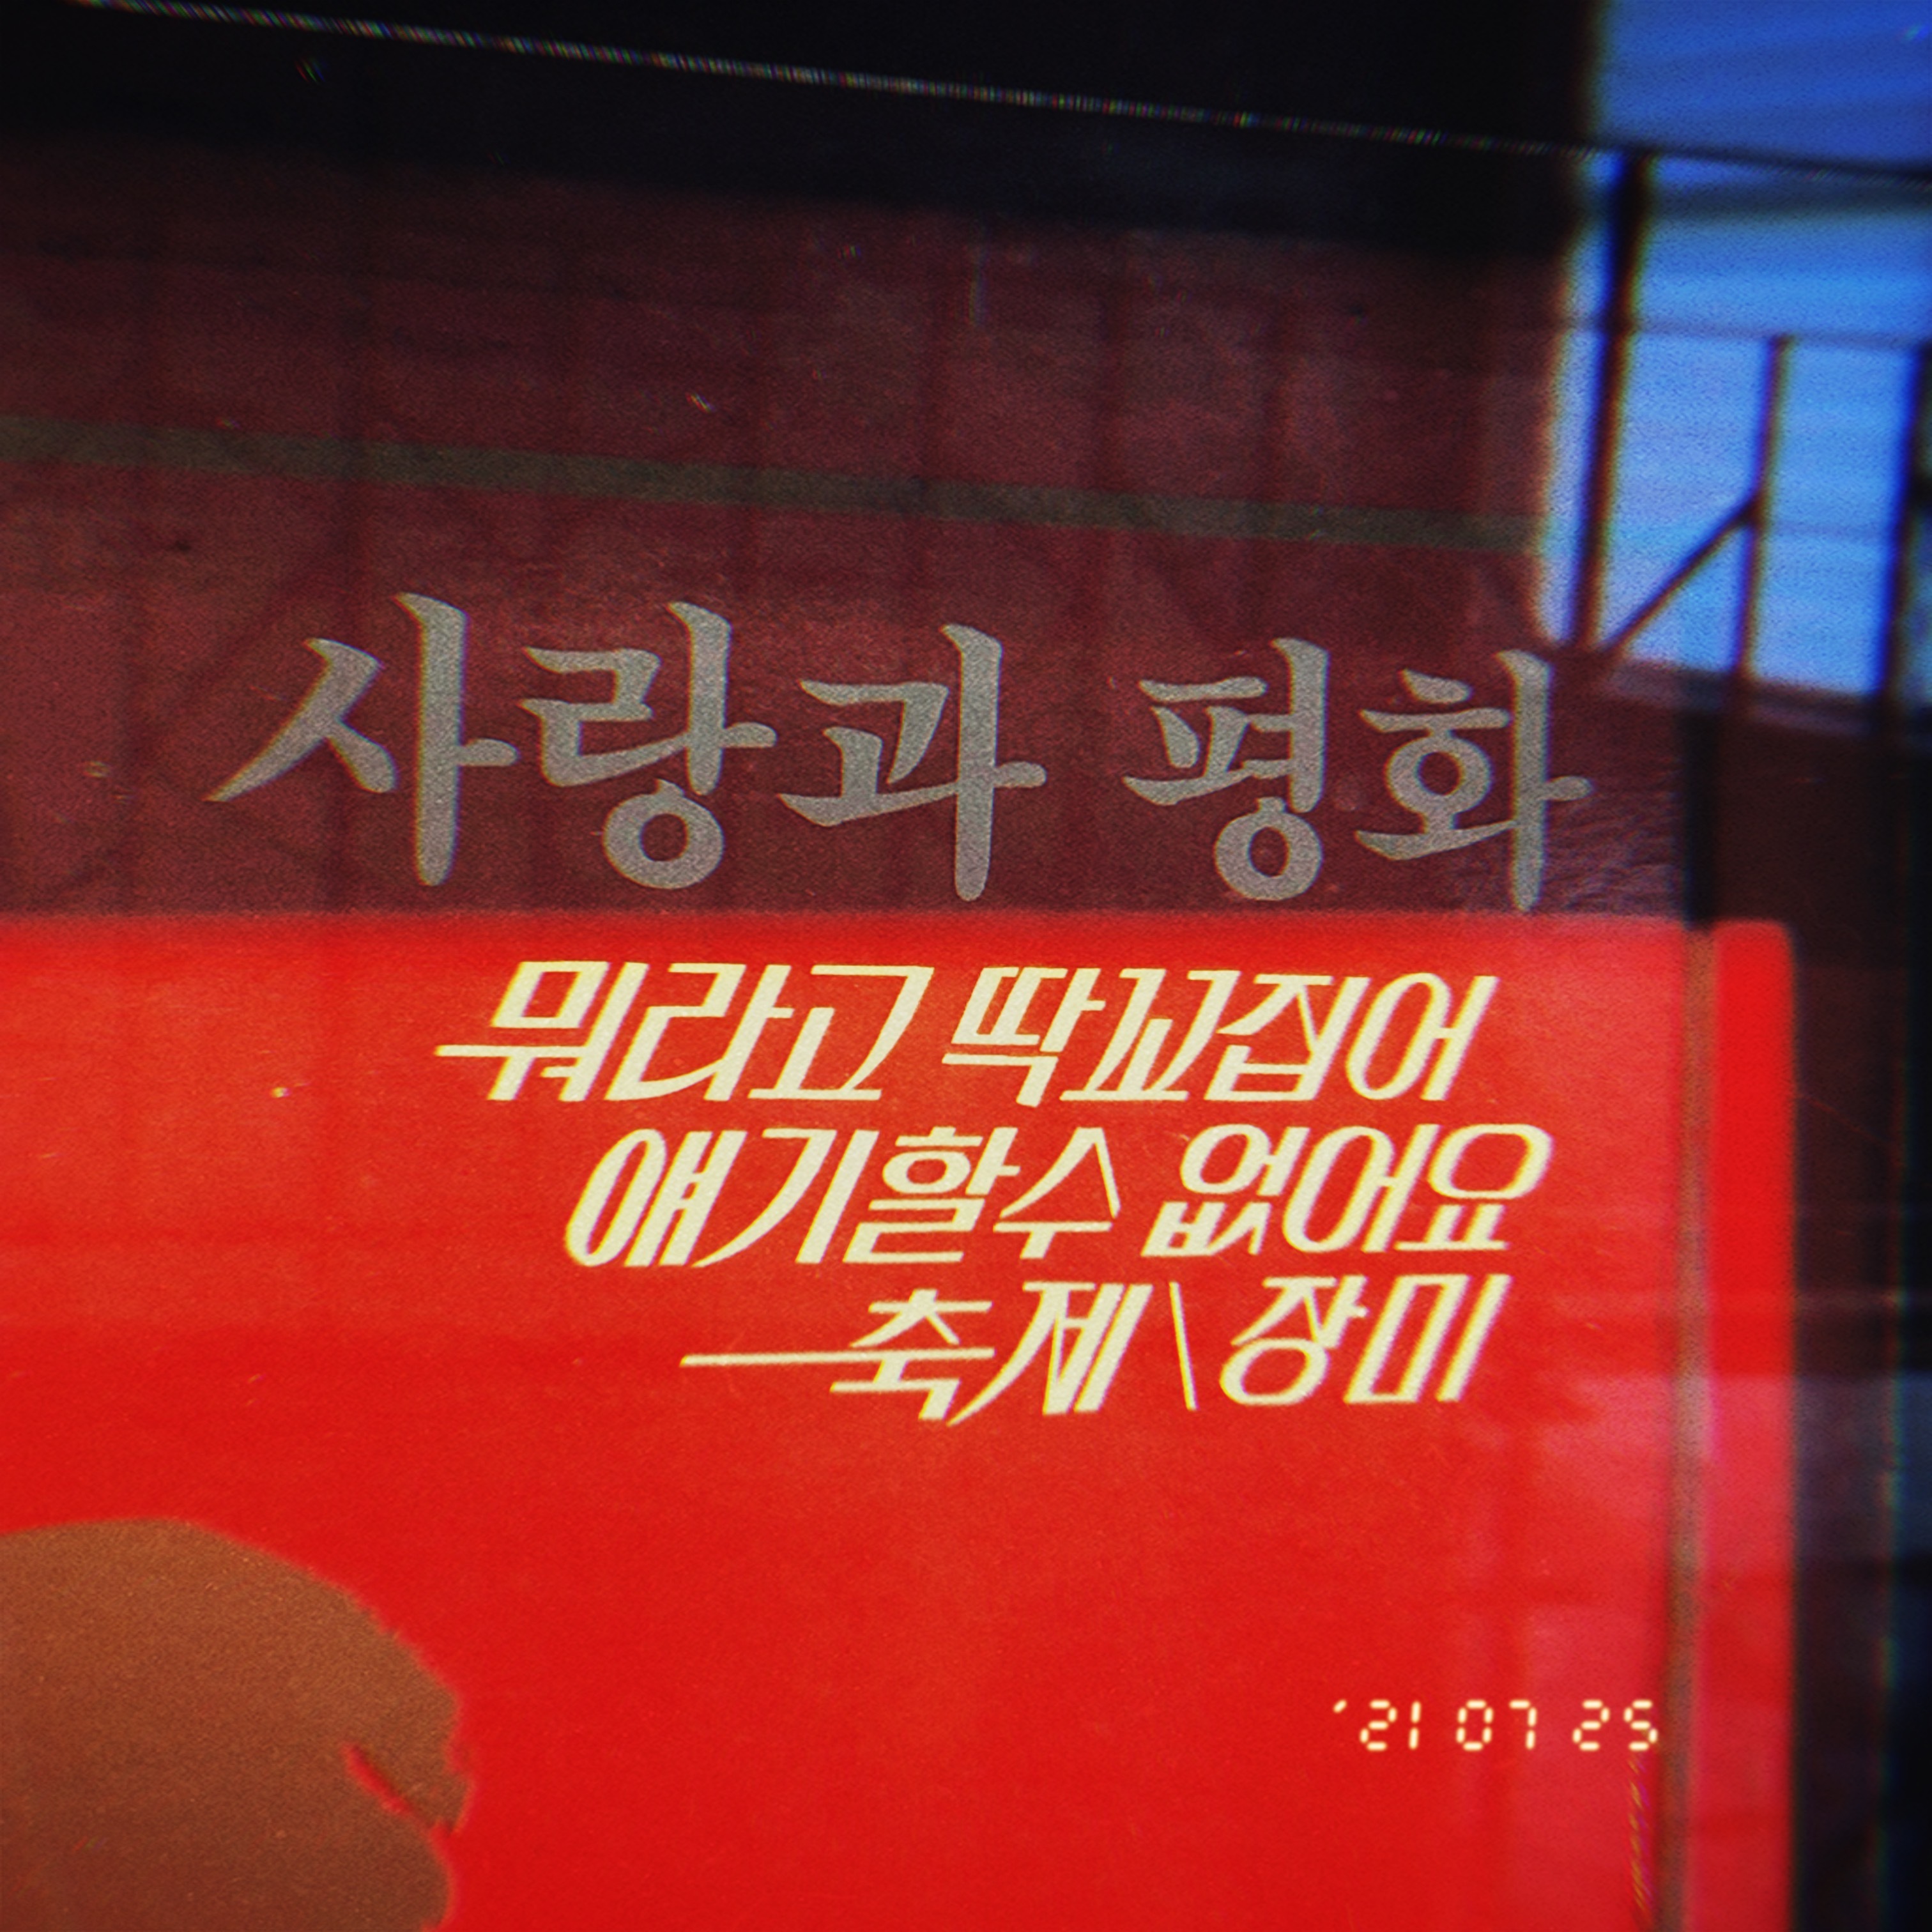 사랑과 평화
뭐라고 딱꼬집어
얘기할수 없어요
축제\장미
'21 07 25